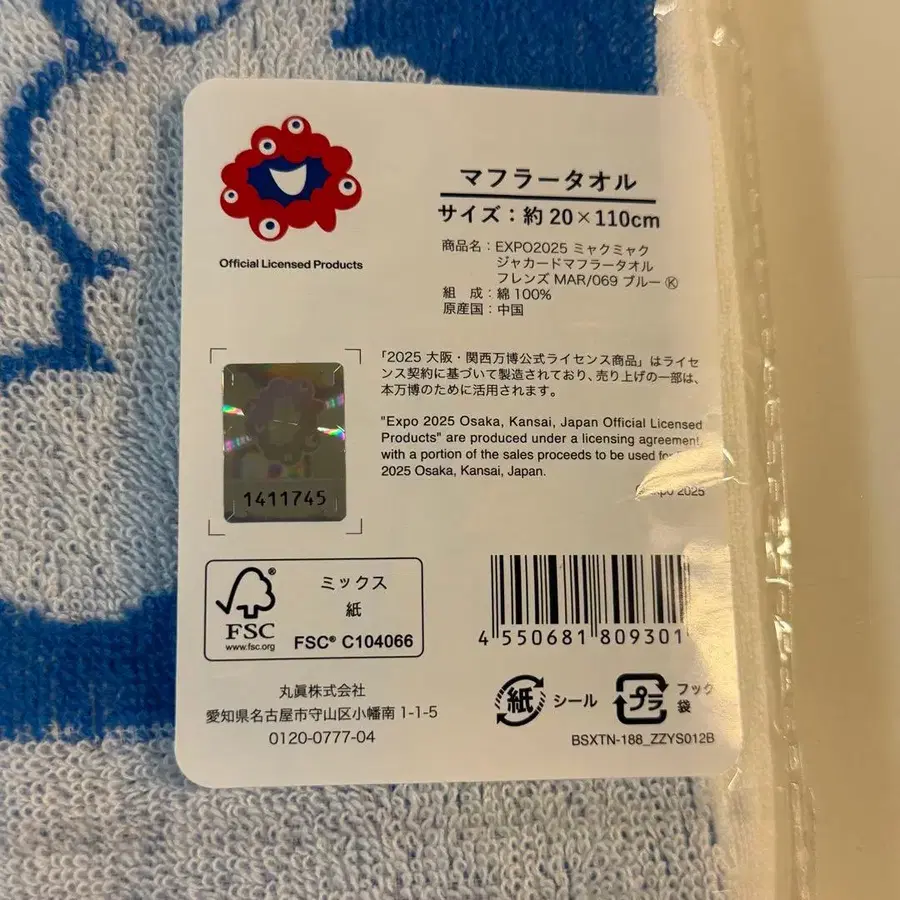 Official Licensed Products
マフラータオル
サイズ：約 20×110cm
商品名：EXPO2025 ミャクミャク
ジャカードマフラータオル
フレンズ MAR/069 ブルー Ⓚ
組　成：綿 100%
原産国：中国
「2025 大阪・関西万博公式ライセンス商品」はライセ
ンス契約に基づいて製造されており、売り上げの一部は、
本万博のために活用されます。
"Expo 2025 Osaka, Kansai, Japan Official Licensed
Products" are produced under a licensing agreement,
with a portion of the sales proceeds to be used for
2025 Osaka, Kansai, Japan.
2025
1411745
FSC
www.fsc.org
ミックス
紙
FSC® C104066
4 550681 809301
丸眞株式会社
愛知県名古屋市守山区小幡南 1-1-5
0120-0777-04
紙 シール
プラ フック
袋
BSXTN-188_ZZYS012B